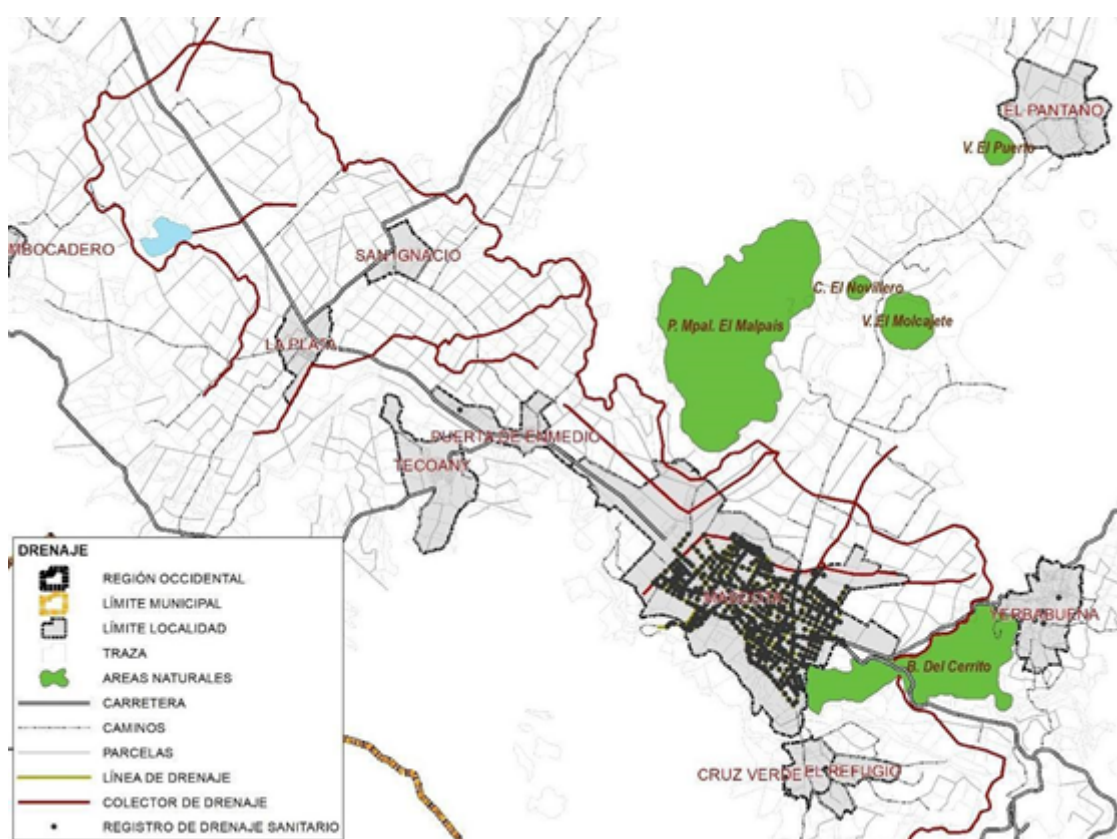 EL PANTANO
V. El Puerto
MBOCADERO
SAN IGNACIO
C. El Novillero
P. Mpal. El Malpais
V. El Molcajete
LA PLATA
PUERTA DE ENMEDIO
TECOANY
MASCOTA
YERBABUENA
B. Del Cerrito
CRUZ VERDE
EL REFUGIO
DRENAJE
REGIÓN OCCIDENTAL
LÍMITE MUNICIPAL
LÍMITE LOCALIDAD
TRAZA
AREAS NATURALES
CARRETERA
CAMINOS
PARCELAS
LÍNEA DE DRENAJE
COLECTOR DE DRENAJE
REGISTRO DE DRENAJE SANITARIO